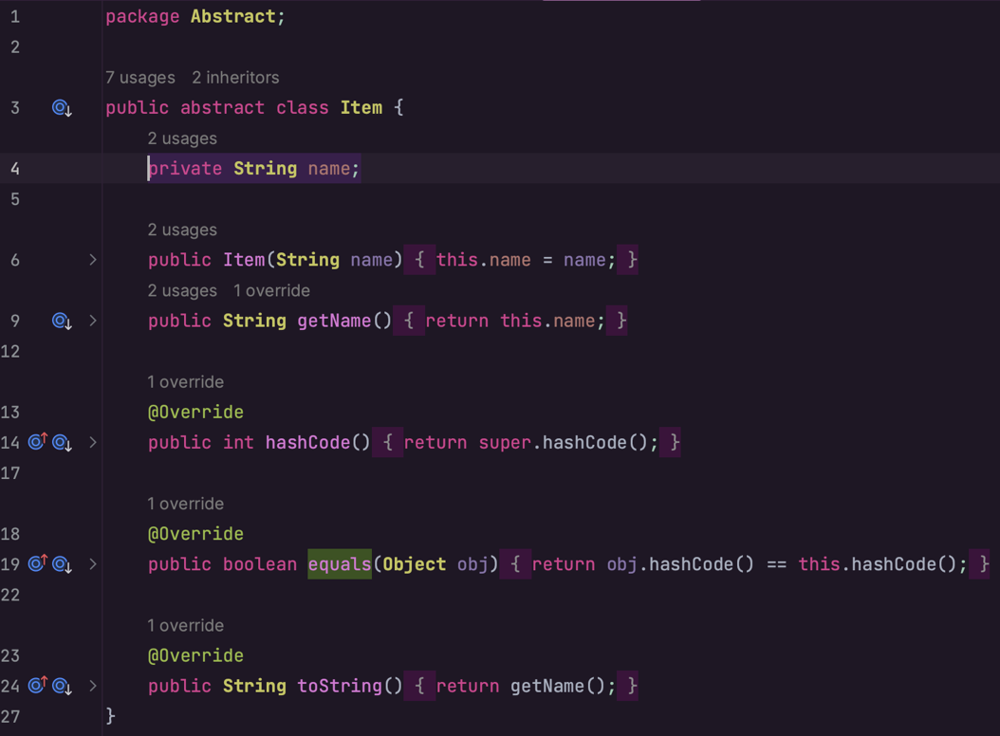 1 package Abstract;
2
7 usages 2 inheritors
3 public abstract class Item {
2 usages
4 private String name;
5
2 usages
6 public Item(String name) { this.name = name; }
2 usages 1 override
9 public String getName() { return this.name; }
12
1 override
13 @Override
14 public int hashCode() { return super.hashCode(); }
17
1 override
18 @Override
19 public boolean equals(Object obj) { return obj.hashCode() == this.hashCode(); }
22
1 override
23 @Override
24 public String toString() { return getName(); }
27 }